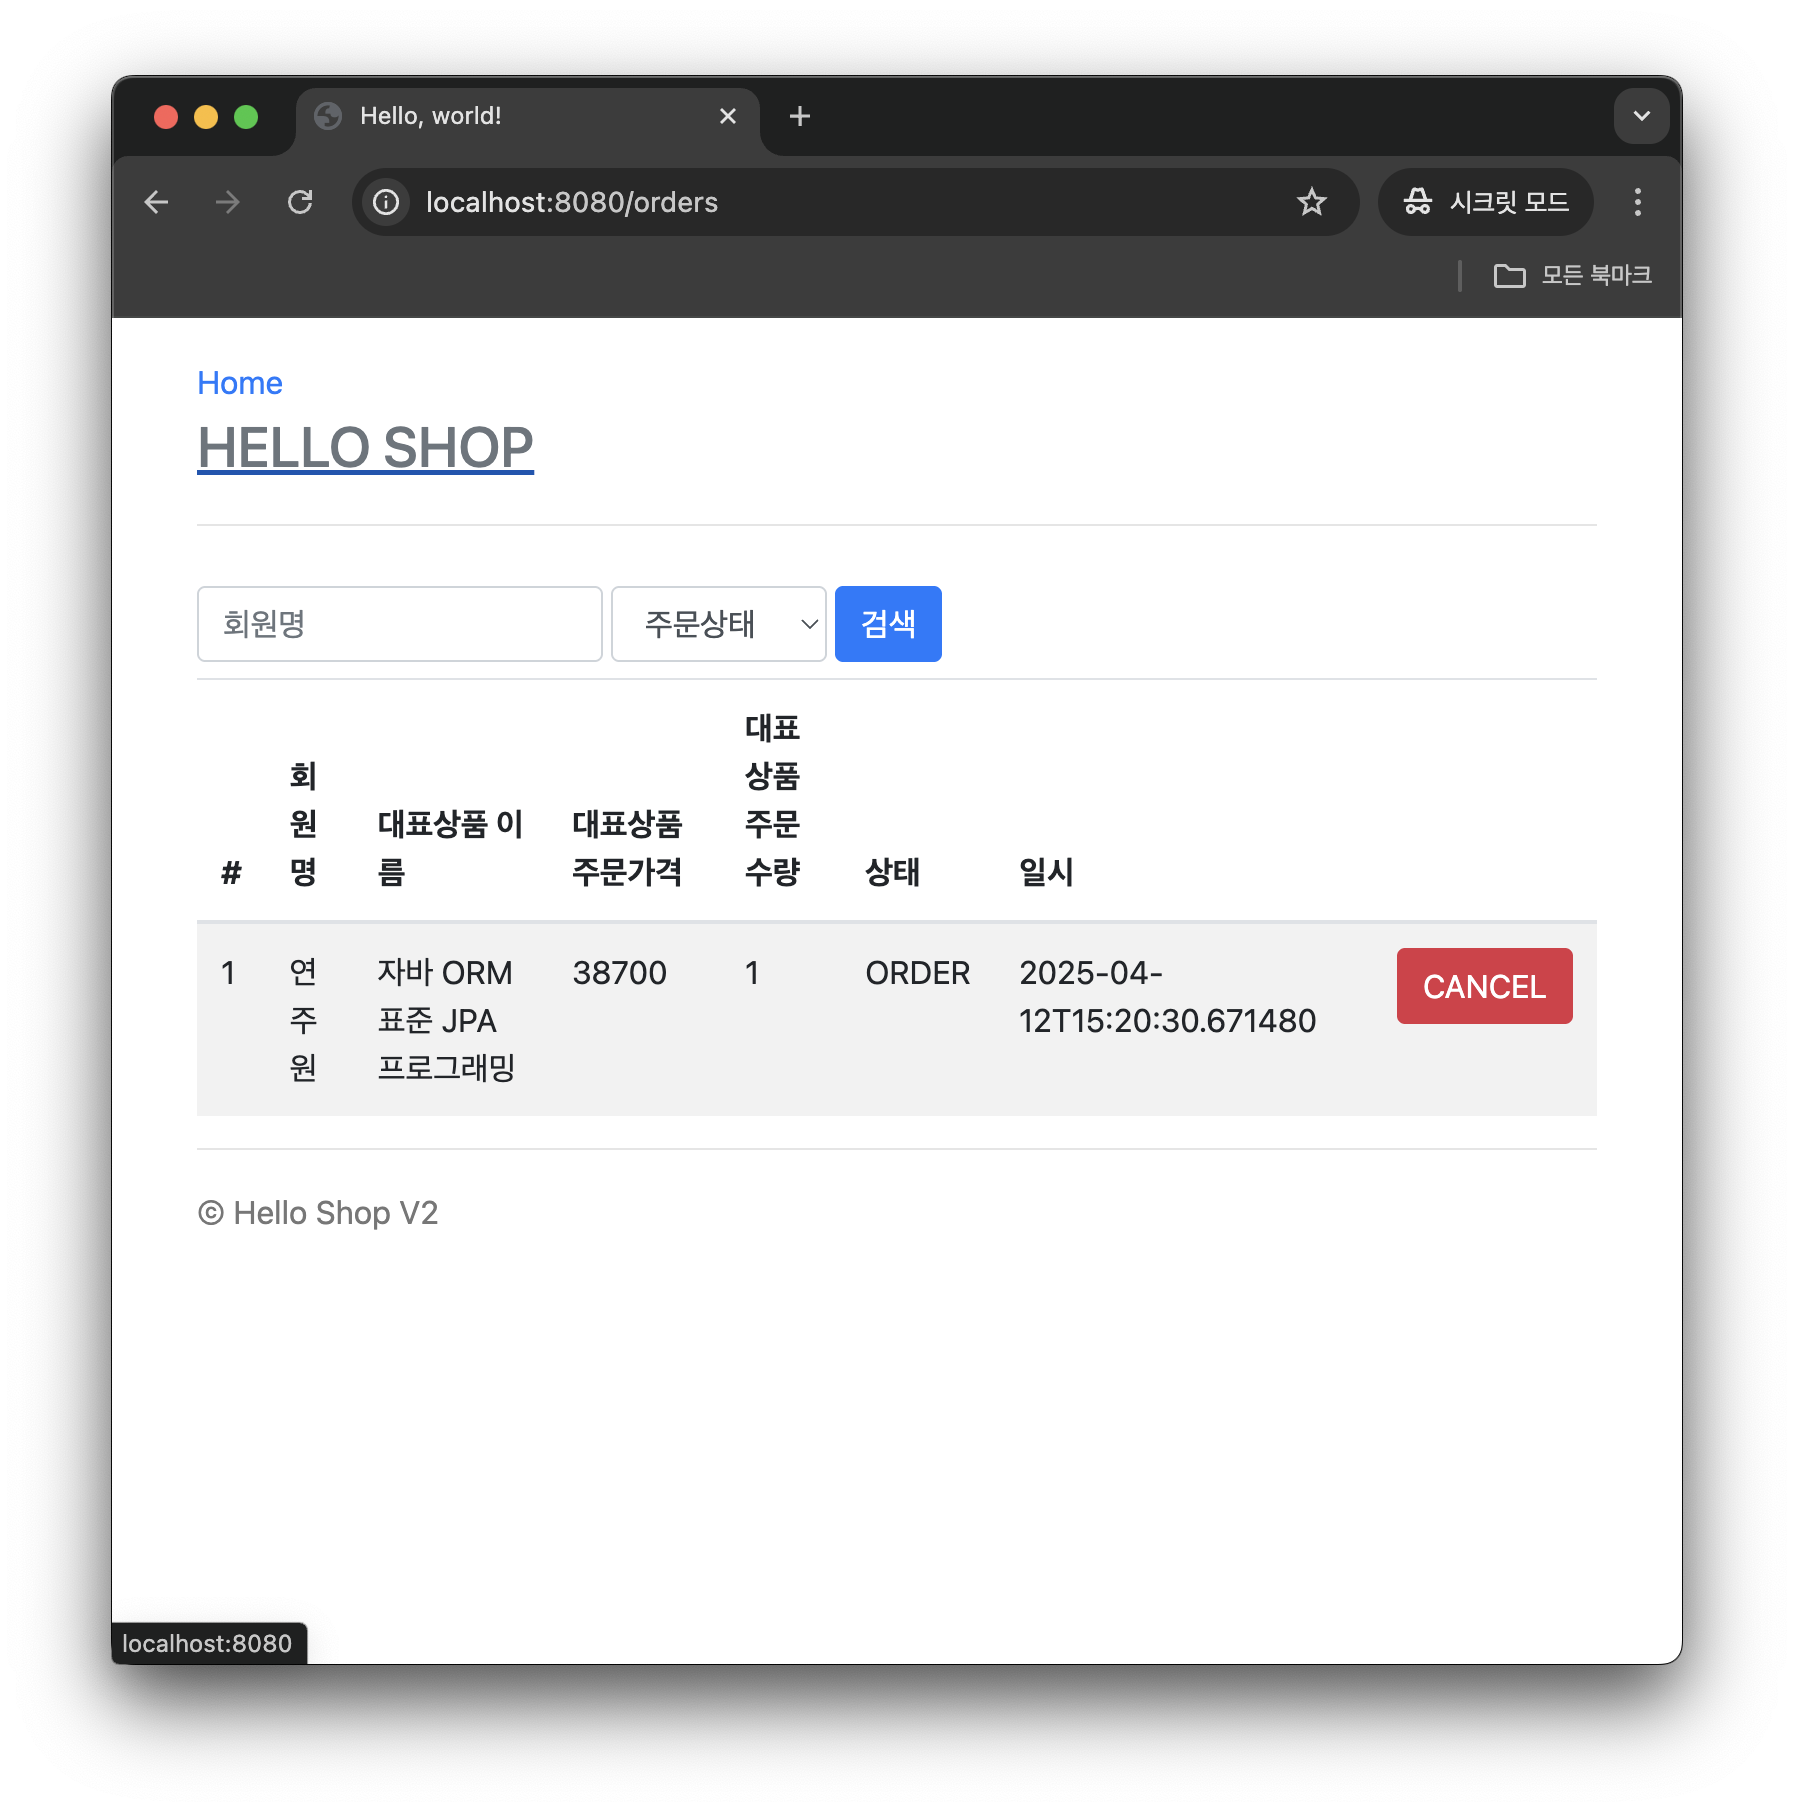 Hello, world!
localhost:8080/orders
시크릿 모드
모든 북마크
Home
HELLO SHOP
회원명
주문상태
검색
#
회
원
명
대표상품 이
름
대표상품
주문가격
대표
상품
주문
수량
상태
일시
1
연
주
원
자바 ORM
표준 JPA
프로그래밍
38700
1
ORDER
2025-04-
12T15:20:30.671480
CANCEL
© Hello Shop V2
localhost:8080